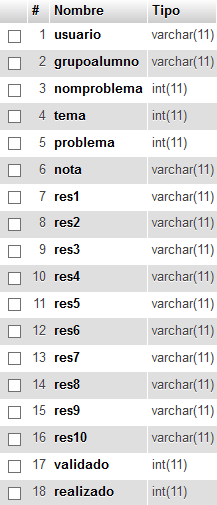 # Nombre Tipo
1 usuario varchar(11)
2 grupoalumno varchar(11)
3 nomproblema int(11)
4 tema int(11)
5 problema int(11)
6 nota varchar(11)
7 res1 varchar(11)
8 res2 varchar(11)
9 res3 varchar(11)
10 res4 varchar(11)
11 res5 varchar(11)
12 res6 varchar(11)
13 res7 varchar(11)
14 res8 varchar(11)
15 res9 varchar(11)
16 res10 varchar(11)
17 validado int(11)
18 realizado int(11)